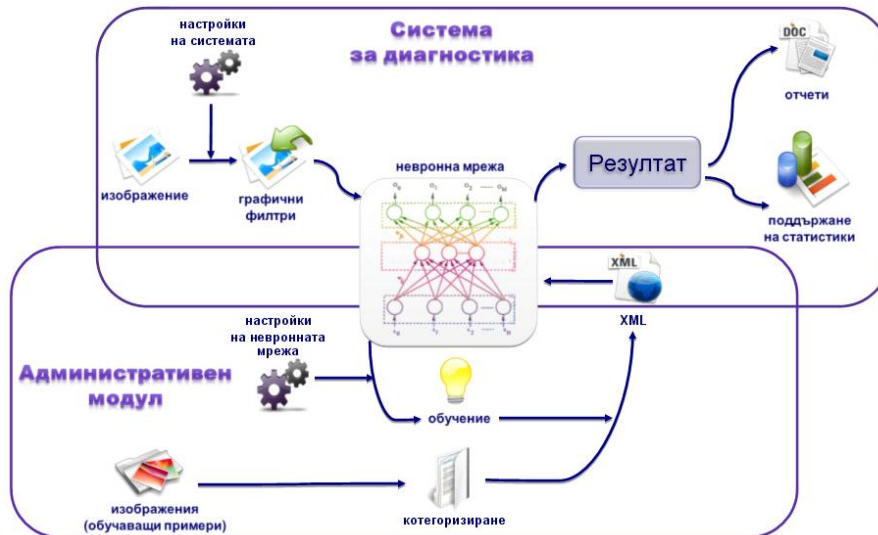 настройки
на системата
Система
за диагностика
DOC
отчети
изображение
графични
филтри
невронна мрежа
Резултат
поддържане
на статистики
XML
XML
настройки
на невронната
мрежа
Административен
модул
обучение
изображения
(обучаващи примери)
котегоризиране